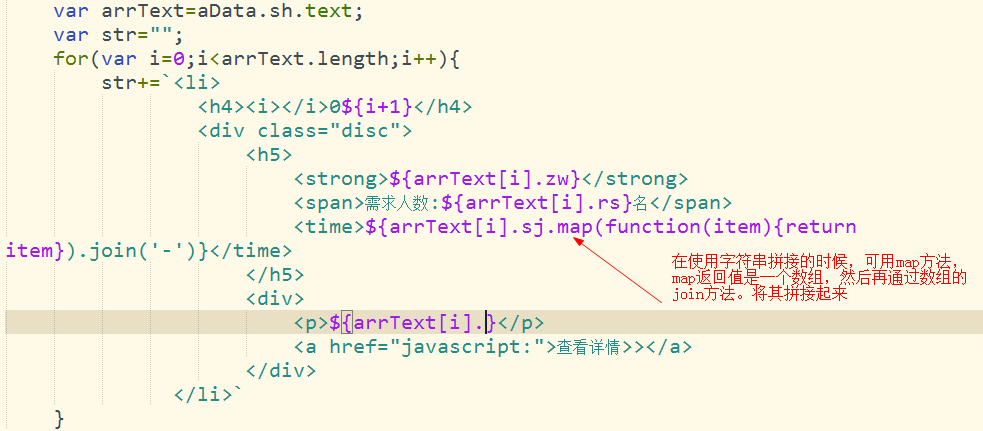 var arrText=aData.sh.text;
var str="";
for(var i=0;i<arrText.length;i++){
str+=`<li>
<h4><i></i>0${i+1}</h4>
<div class="disc">
<h5>
<strong>${arrText[i].zw}</strong>
<span>需求人数:${arrText[i].rs}名</span>
<time>${arrText[i].sj.map(function(item){return
item}).join('-')}</time>
在使用字符串拼接的时候，可用map方法，
map返回值是一个数组，然后再通过数组的
join方法。将其拼接起来
</h5>
<div>
<p>${arrText[i].}</p>
<a href="javascript:">查看详情>></a>
</div>
</li>`
}